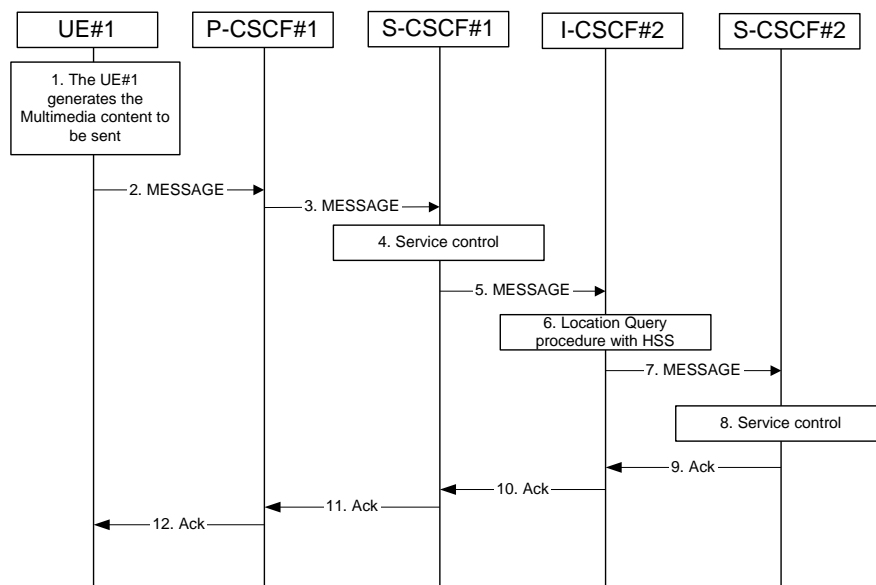 UE#1
P-CSCF#1
S-CSCF#1
I-CSCF#2
S-CSCF#2
1. The UE#1
generates the
Multimedia content to
be sent
2. MESSAGE
3. MESSAGE
4. Service control
5. MESSAGE
6. Location Query
procedure with HSS
7. MESSAGE
8. Service control
9. Ack
10. Ack
11. Ack
12. Ack